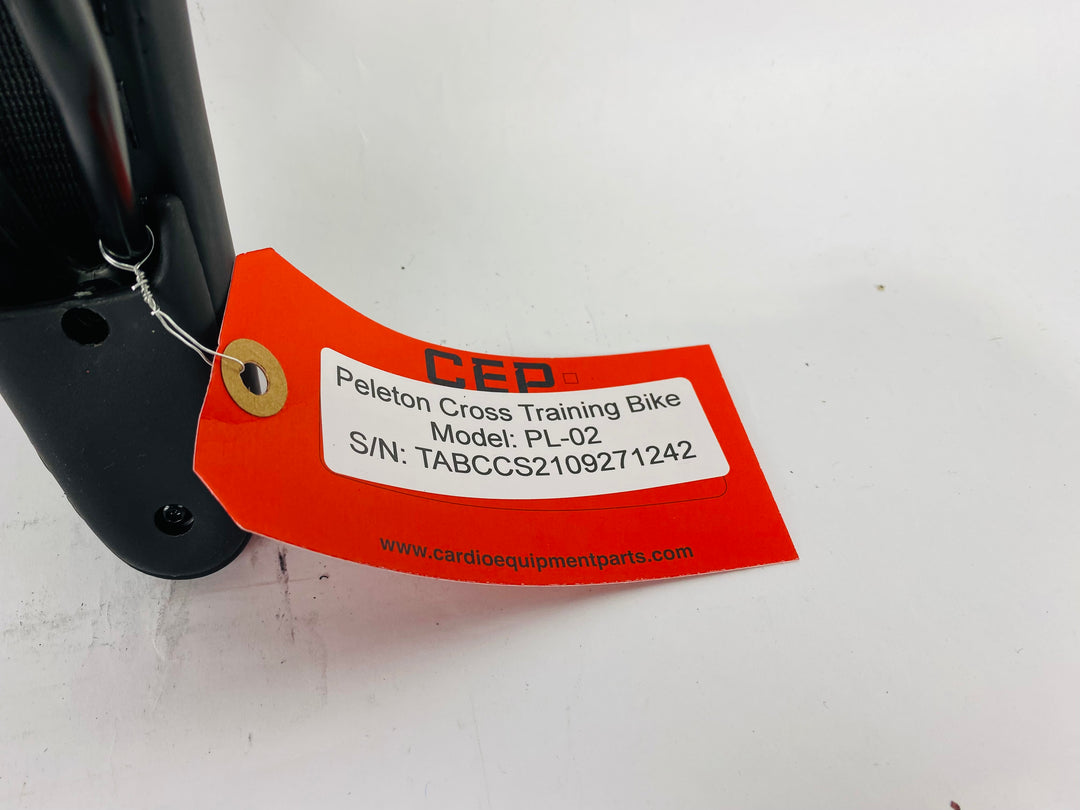 CEP
Peleton Cross Training Bike
Model: PL-02
S/N: TABCCS2109271242
www.cardioequipmentparts.com